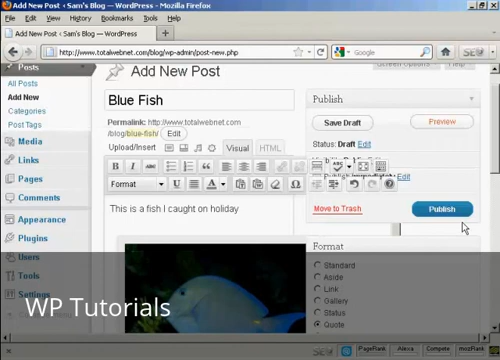 Add New Post ‹ Sam's Blog — WordPress - Mozilla Firefox
File Edit View History Bookmarks Tools Help
Add New Post ‹ Sam's Blog — WordPress
http://www.totalwebnet.com/blog/wp-admin/post-new.php
Google
Posts
All Posts
Add New
Categories
Post Tags
Media
Links
Pages
Comments
Appearance
Plugins
Users
Tools
Settings
Screen Options Help
Add New Post
Blue Fish
Permalink: http://www.totalwebnet.com
/blog/blue-fish/ Edit
Upload/Insert Visual HTML
Format
This is a fish I caught on holiday
Publish
Save Draft Preview
Status: Draft Edit
Edit
Move to Trash Publish
Format
Standard
Aside
Link
Gallery
Status
Quote
WP Tutorials
PageRank Alexa Compete mozRank